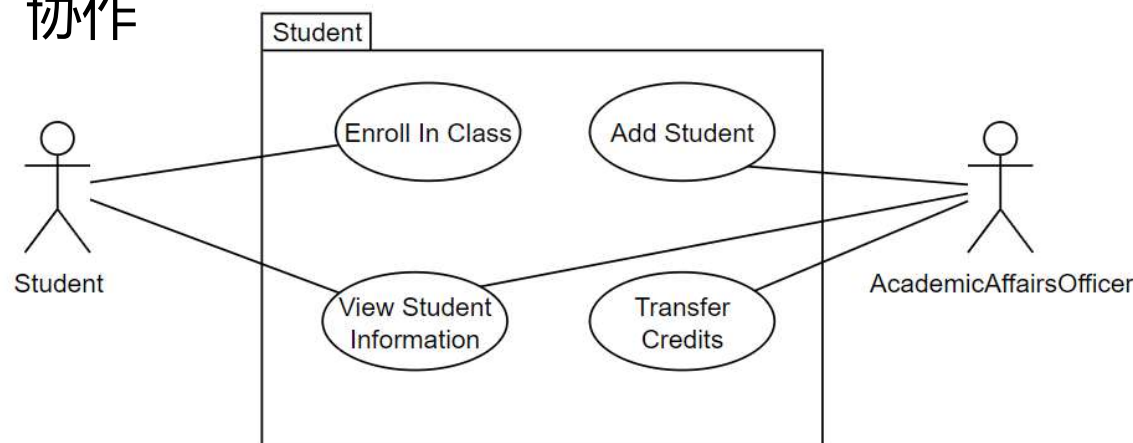 协作
Student
Enroll In Class
Add Student
Student
AcademicAffairsOfficer
View Student
Information
Transfer
Credits